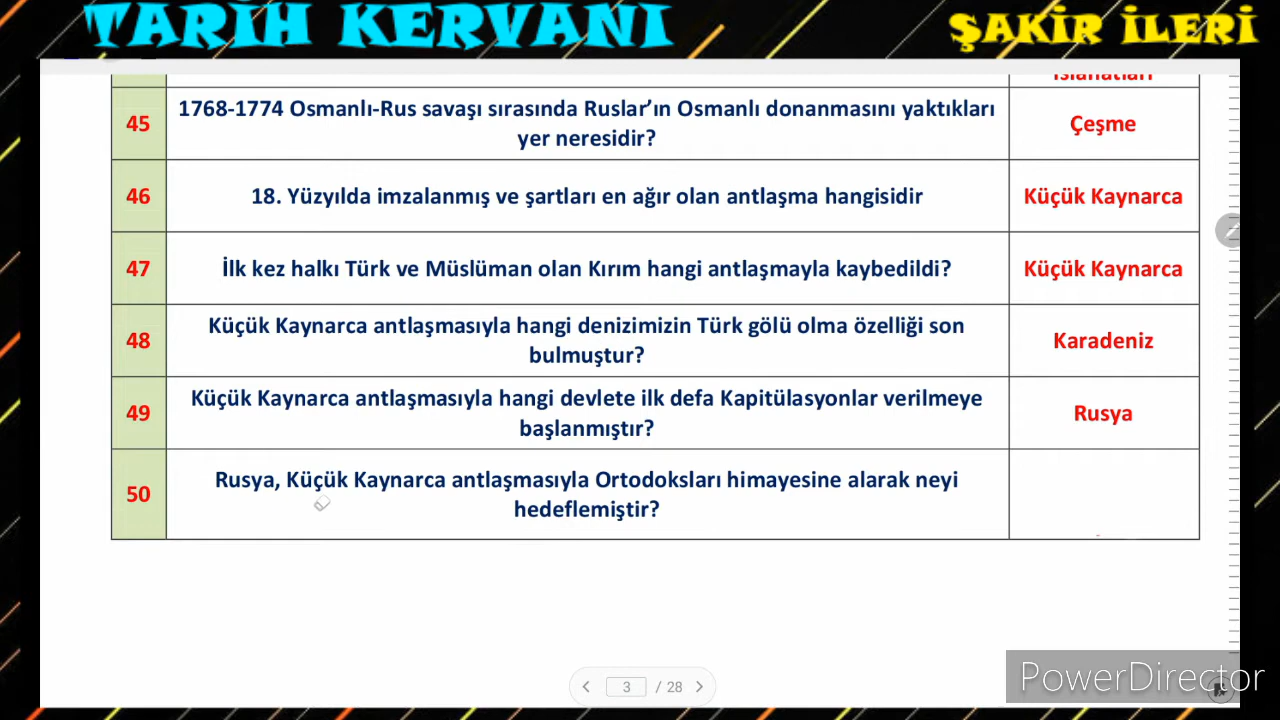 TARİH KERVANI
ŞAKİR İLERİ
ıslahatları
45
1768-1774 Osmanlı-Rus savaşı sırasında Ruslar’ın Osmanlı donanmasını yaktıkları
yer neresidir?
Çeşme
46
18. Yüzyılda imzalanmış ve şartları en ağır olan antlaşma hangisidir
Küçük Kaynarca
47
İlk kez halkı Türk ve Müslüman olan Kırım hangi antlaşmayla kaybedildi?
Küçük Kaynarca
48
Küçük Kaynarca antlaşmasıyla hangi denizimizin Türk gölü olma özelliği son
bulmuştur?
Karadeniz
49
Küçük Kaynarca antlaşmasıyla hangi devlete ilk defa Kapitülasyonlar verilmeye
başlanmıştır?
Rusya
50
Rusya, Küçük Kaynarca antlaşmasıyla Ortodoksları himayesine alarak neyi
hedeflemiştir?
3 / 28
PowerDirector